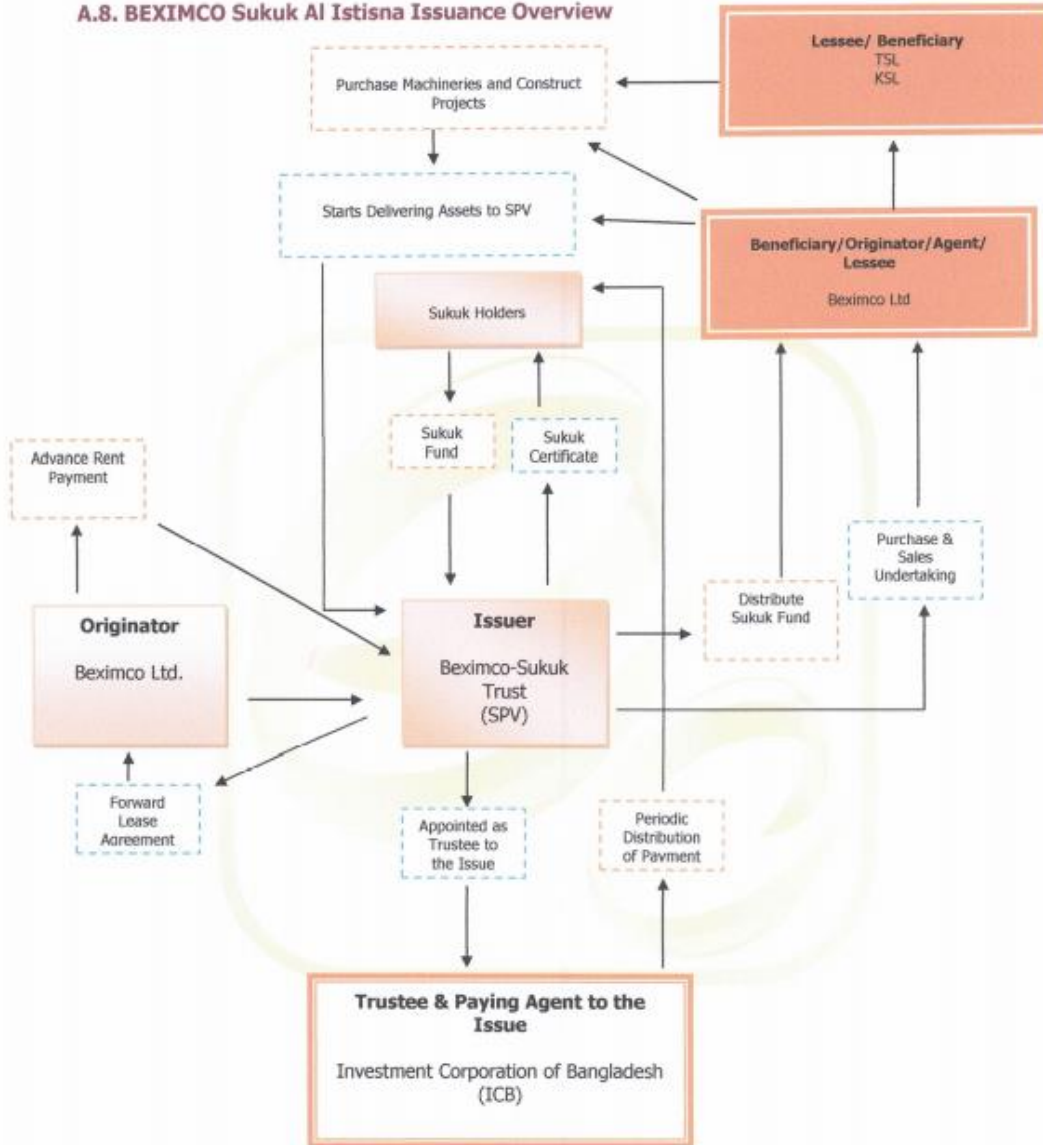 A.8. BEXIMCO Sukuk Al Istisna Issuance Overview
Lessee/ Beneficiary
TSL
KSL
Purchase Machineries and Construct
Projects
Starts Delivering Assets to SPV
Beneficiary/Originator/Agent/
Lessee
Beximco Ltd
Sukuk Holders
Sukuk
Fund
Sukuk
Certificate
Advance Rent
Payment
Purchase &
Sales
Undertaking
Distribute
Sukuk Fund
Originator
Beximco Ltd.
Issuer
Beximco-Sukuk
Trust
(SPV)
Forward
Lease
Agreement
Appointed as
Trustee to
the Issue
Periodic
Distribution
of Payment
Trustee & Paying Agent to the
Issue
Investment Corporation of Bangladesh
(ICB)